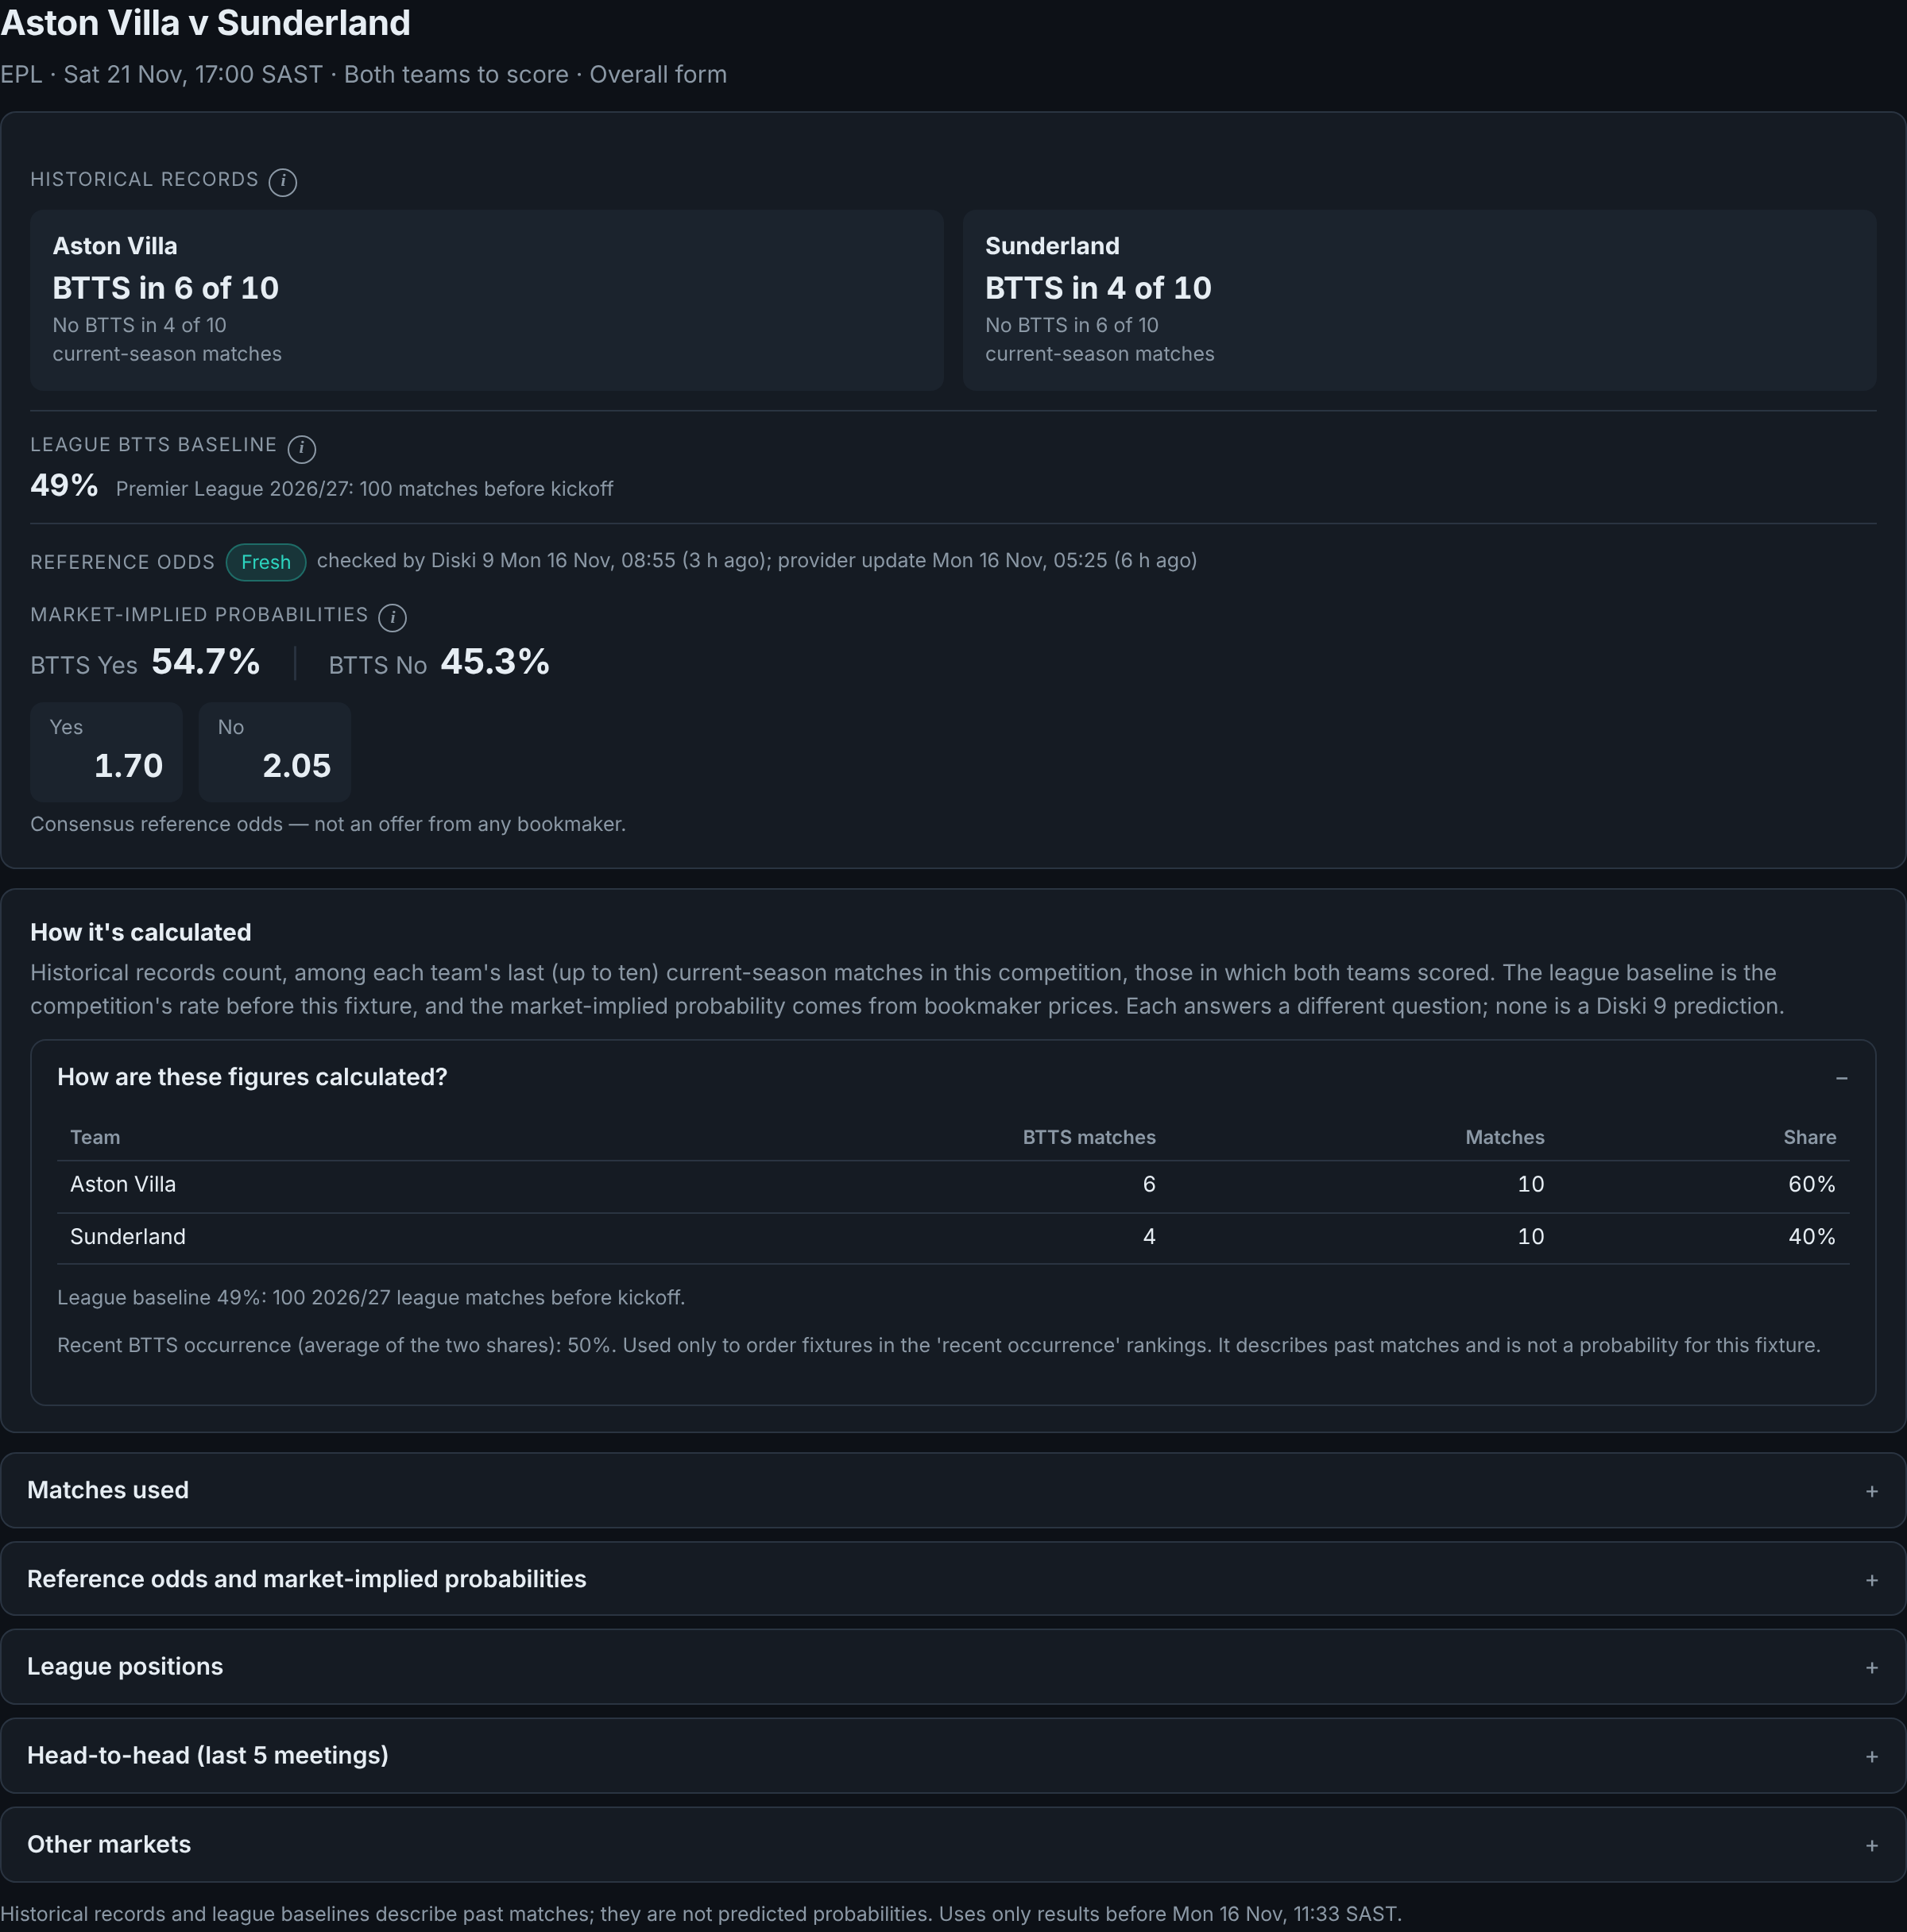 Aston Villa v Sunderland
EPL · Sat 21 Nov, 17:00 SAST · Both teams to score · Overall form
HISTORICAL RECORDS i
Aston Villa
BTTS in 6 of 10
No BTTS in 4 of 10
current-season matches
Sunderland
BTTS in 4 of 10
No BTTS in 6 of 10
current-season matches
LEAGUE BTTS BASELINE i
49% Premier League 2026/27: 100 matches before kickoff
REFERENCE ODDS Fresh checked by Diski 9 Mon 16 Nov, 08:55 (3 h ago); provider update Mon 16 Nov, 05:25 (6 h ago)
MARKET-IMPLIED PROBABILITIES i
BTTS Yes 54.7% BTTS No 45.3%
Yes
1.70
No
2.05
Consensus reference odds — not an offer from any bookmaker.
How it's calculated
Historical records count, among each team's last (up to ten) current-season matches in this competition, those in which both teams scored. The league baseline is the
competition's rate before this fixture, and the market-implied probability comes from bookmaker prices. Each answers a different question; none is a Diski 9 prediction.
How are these figures calculated? −
Team BTTS matches Matches Share
Aston Villa 6 10 60%
Sunderland 4 10 40%
League baseline 49%: 100 2026/27 league matches before kickoff.
Recent BTTS occurrence (average of the two shares): 50%. Used only to order fixtures in the 'recent occurrence' rankings. It describes past matches and is not a probability for this fixture.
Matches used +
Reference odds and market-implied probabilities +
League positions +
Head-to-head (last 5 meetings) +
Other markets +
Historical records and league baselines describe past matches; they are not predicted probabilities. Uses only results before Mon 16 Nov, 11:33 SAST.